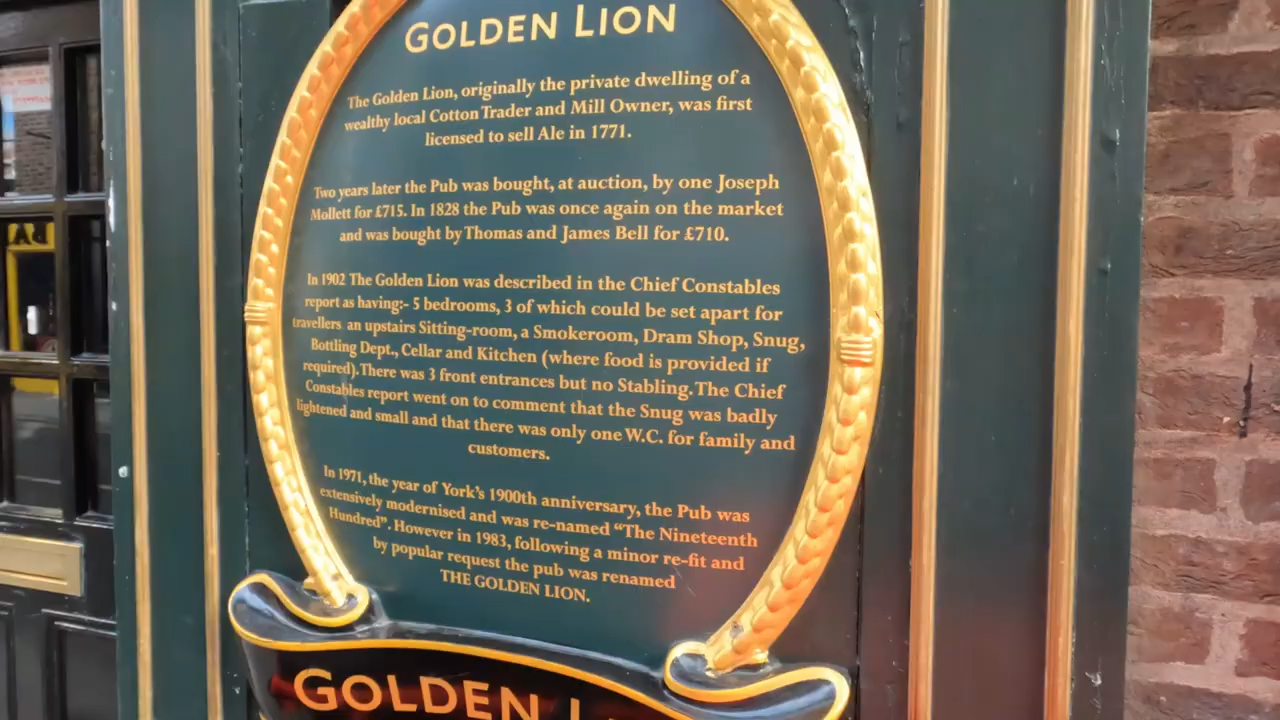 GOLDEN LION
The Golden Lion, originally the private dwelling of a
wealthy local Cotton Trader and Mill Owner, was first
licensed to sell Ale in 1771.
Two years later the Pub was bought, at auction, by one Joseph
Mollett for £715. In 1828 the Pub was once again on the market
and was bought by Thomas and James Bell for £710.
In 1902 The Golden Lion was described in the Chief Constables
report as having:- 5 bedrooms, 3 of which could be set apart for
travellers an upstairs Sitting-room, a Smokeroom, Dram Shop, Snug,
Bottling Dept., Cellar and Kitchen (where food is provided if
required). There was 3 front entrances but no Stabling. The Chief
Constables report went on to comment that the Snug was badly
lightened and small and that there was only one W.C. for family and
customers.
In 1971, the year of York's 1900th anniversary, the Pub was
extensively modernised and was re-named “The Nineteenth
Hundred”. However in 1983, following a minor re-fit and
by popular request the pub was renamed
THE GOLDEN LION.
GOLDEN